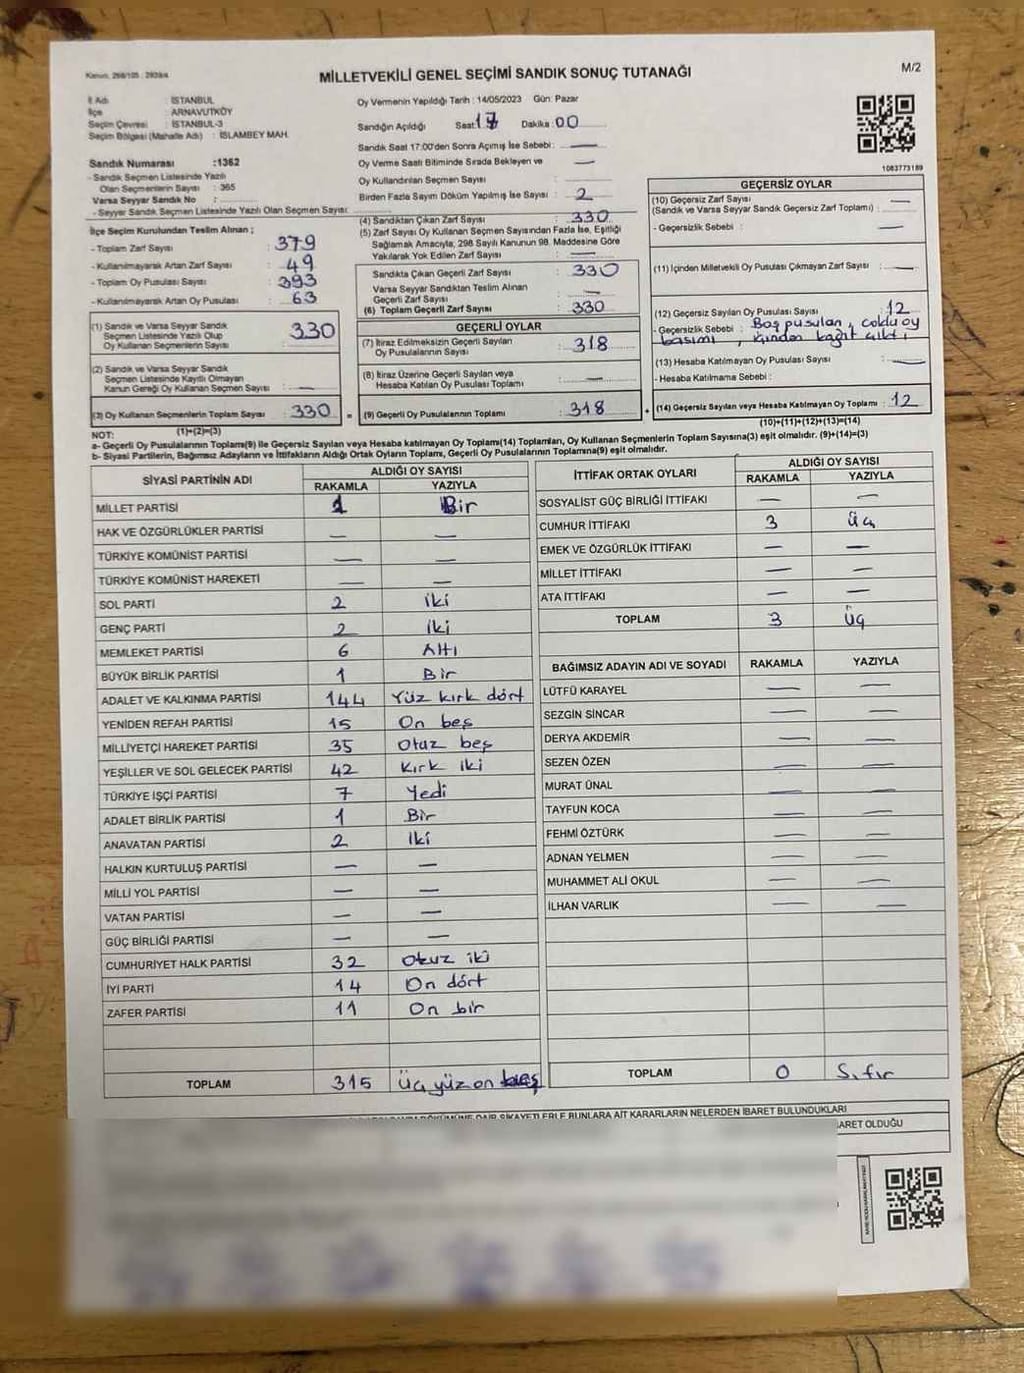 Kanun: 298/105 : 2839/4
MİLLETVEKİLİ GENEL SEÇİMİ SANDIK SONUÇ TUTANAĞI
M/2
İl Adı : İSTANBUL
İlçe : ARNAVUTKÖY
Seçim Çevresi : İSTANBUL-3
Seçim Bölgesi (Mahalle Adı) : İSLAMBEY MAH.
Sandık Numarası :1362
- Sandık Seçmen Listesinde Yazılı
Olan Seçmenlerin Sayısı : 365
Varsa Seyyar Sandık No :
- Seyyar Sandık Seçmen Listesinde Yazılı Olan Seçmen Sayısı:
İlçe Seçim Kurulundan Teslim Alınan ;
- Toplam Zarf Sayısı : 379
- Kullanılmayarak Artan Zarf Sayısı : 49
- Toplam Oy Pusulası Sayısı : 393
- Kullanılmayarak Artan Oy Pusulası : 63
(1) Sandık ve Varsa Seyyar Sandık
Seçmen Listesinde Yazılı Olup
Oy Kullanan Seçmenlerin Sayısı : 330
(2) Sandık ve Varsa Seyyar Sandık
Seçmen Listesinde Kayıtlı Olmayan
Kanun Gereği Oy Kullanan Seçmen Sayısı : —
(3) Oy Kullanan Seçmenlerin Toplam Sayısı : 330 =
(1)+(2)=(3)
Oy Vermenin Yapıldığı Tarih : 14/05/2023 Gün: Pazar
Sandığın Açıldığı Saat: 17 Dakika: 00
Sandık Saat 17:00'den Sonra Açımış İse Sebebi : —
Oy Verme Saati Bitiminde Sırada Bekleyen ve —
Oy Kullandırılan Seçmen Sayısı :
Birden Fazla Sayım Döküm Yapılmış İse Sayısı : 2
(4) Sandıktan Çıkan Zarf Sayısı : 330
(5) Zarf Sayısı Oy Kullanan Seçmen Sayısından Fazla İse, Eşitliği
Sağlamak Amacıyla, 298 Sayılı Kanunun 98. Maddesine Göre
Yakılarak Yok Edilen Zarf Sayısı : —
Sandıkta Çıkan Geçerli Zarf Sayısı : 330
Varsa Seyyar Sandıktan Teslim Alınan
Geçerli Zarf Sayısı : —
(6) Toplam Geçerli Zarf Sayısı : 330
GEÇERLİ OYLAR
(7) İtiraz Edilmeksizin Geçerli Sayılan
Oy Pusulalarının Sayısı : 318
(8) İtiraz Üzerine Geçerli Sayılan veya
Hesaba Katılan Oy Pusulası Toplamı : —
(9) Geçerli Oy Pusulalarının Toplamı : 318 +
1083773189
GEÇERSİZ OYLAR
(10) Geçersiz Zarf Sayısı
(Sandık ve Varsa Seyyar Sandık Geçersiz Zarf Toplamı) : —
- Geçersizlik Sebebi : —
(11) İçinden Milletvekili Oy Pusulası Çıkmayan Zarf Sayısı : —
(12) Geçersiz Sayılan Oy Pusulası Sayısı : 12
- Geçersizlik Sebebi : Boş pusulan,
basımı, içinden kağıt
(13) Hesaba Katılmayan Oy Pusulası Sayısı : —
- Hesaba Katılmama Sebebi :
(14) Geçersiz Sayılan veya Hesaba Katılmayan Oy Toplamı : 12
(10)+(11)+(12)+(13)=(14)
NOT:
a- Geçerli Oy Pusulalarının Toplamı(9) ile Geçersiz Sayılan veya Hesaba katılmayan Oy Toplamı(14) Toplamları, Oy Kullanan Seçmenlerin Toplam Sayısına(3) eşit olmalıdır. (9)+(14)=(3)
b- Siyasi Partilerin, Bağımsız Adayların ve İttifakların Aldığı Ortak Oyların Toplamı, Geçerli Oy Pusulalarının Toplamına(9) eşit olmalıdır.
SİYASİ PARTİNİN ADI ALDIĞI OY SAYISI
RAKAMLA YAZIYLA
MİLLET PARTİSİ 1 Bir
HAK VE ÖZGÜRLÜKLER PARTİSİ — —
TÜRKİYE KOMÜNİST PARTİSİ — —
TÜRKİYE KOMÜNİST HAREKETİ — —
SOL PARTİ 2 iki
GENÇ PARTİ 2 iki
MEMLEKET PARTİSİ 6 Altı
BÜYÜK BİRLİK PARTİSİ 1 Bir
ADALET VE KALKINMA PARTİSİ 144 Yüz kırk dört
YENİDEN REFAH PARTİSİ 15 On beş
MİLLİYETÇİ HAREKET PARTİSİ 35 Otuz beş
YEŞİLLER VE SOL GELECEK PARTİSİ 42 Kırk iki
TÜRKİYE İŞÇİ PARTİSİ 7 Yedi
ADALET BİRLİK PARTİSİ 1 Bir
ANAVATAN PARTİSİ 2 İki
HALKIN KURTULUŞ PARTİSİ — —
MİLLİ YOL PARTİSİ — —
VATAN PARTİSİ — —
GÜÇ BİRLİĞİ PARTİSİ — —
CUMHURİYET HALK PARTİSİ 32 Otuz iki
İYİ PARTİ 14 On dört
ZAFER PARTİSİ 11 On bir
TOPLAM 315 Üç yüz on beş
İTTİFAK ORTAK OYLARI ALDIĞI OY SAYISI
RAKAMLA YAZIYLA
SOSYALİST GÜÇ BİRLİĞİ İTTİFAKI — —
CUMHUR İTTİFAKI 3 Üç
EMEK VE ÖZGÜRLÜK İTTİFAKI — —
MİLLET İTTİFAKI — —
ATA İTTİFAKI — —
TOPLAM 3 Üç
BAĞIMSIZ ADAYIN ADI VE SOYADI RAKAMLA YAZIYLA
LÜTFÜ KARAYEL — —
SEZGİN SİNCAR — —
DERYA AKDEMİR — —
SEZEN ÖZEN — —
MURAT ÜNAL — —
TAYFUN KOCA — —
FEHMİ ÖZTÜRK — —
ADNAN YELMEN — —
MUHAMMET ALİ OKUL — —
İLHAN VARLIK — —
TOPLAM 0 Sıfır
DÖKÜMÜNE DAİR ŞİKAYETLERLE BUNLARA AİT KARARLARIN NELERDEN İBARET BULUNDUKLARI
ARET OLDUĞU